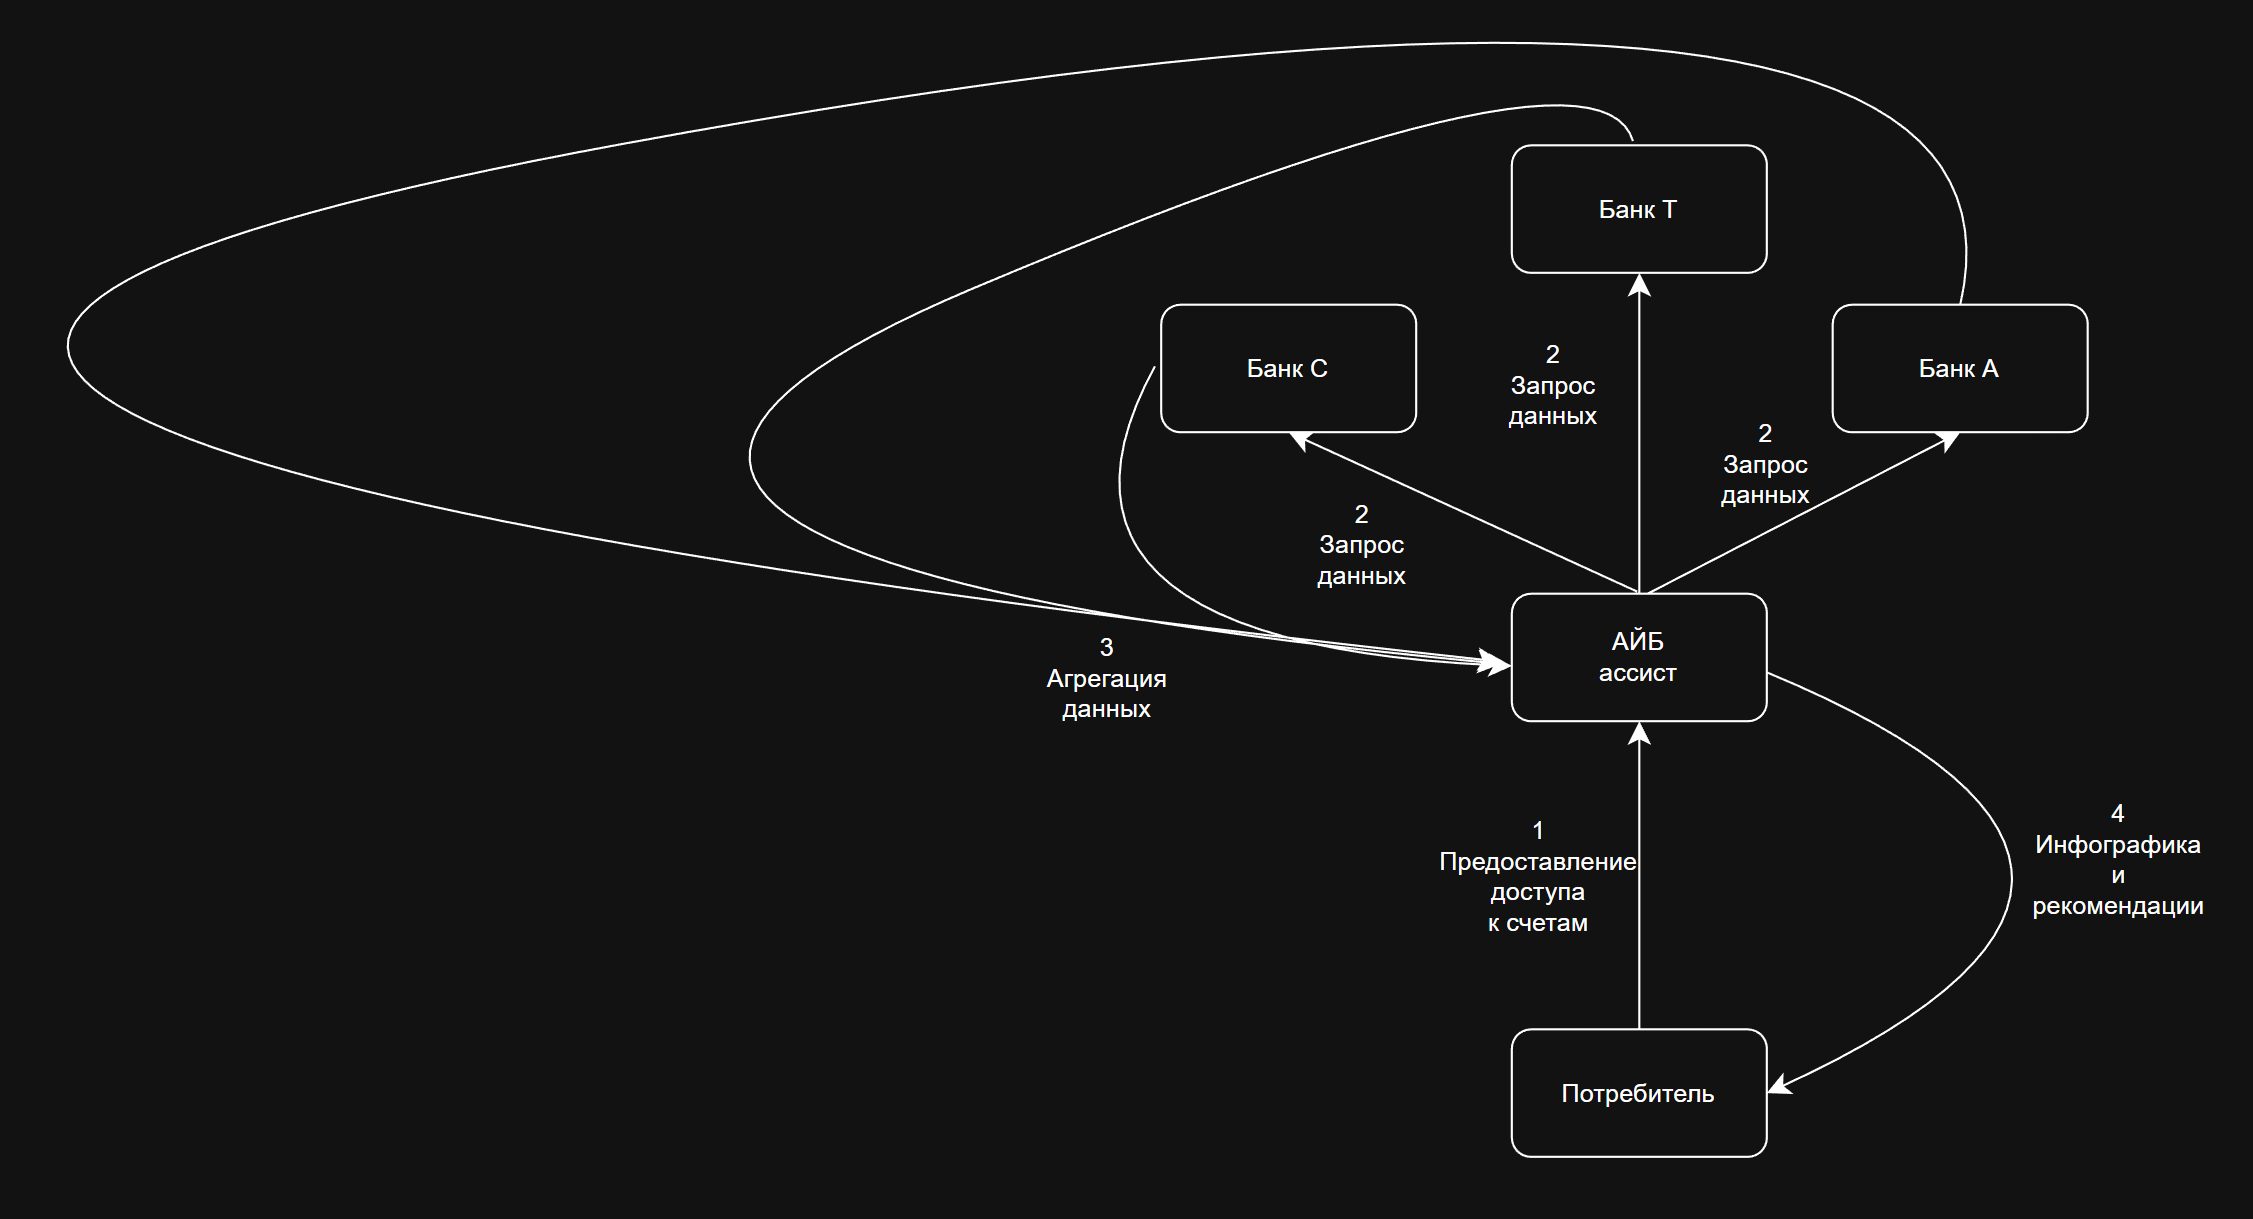 Банк Т
Банк С
Банк А
2
Запрос
данных
2
Запрос
данных
2
Запрос
данных
АЙБ
ассист
3
Агрегация
данных
1
Предоставление
доступа
к счетам
4
Инфографика
и
рекомендации
Потребитель